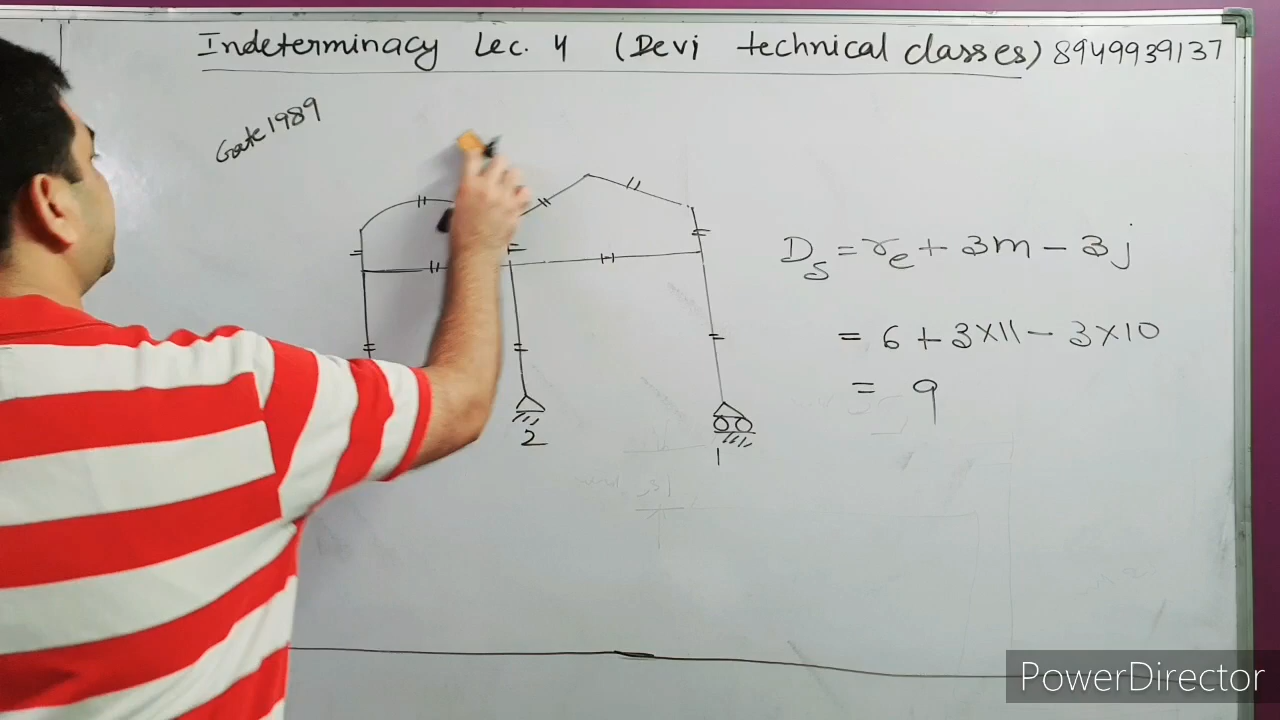 Indeterminacy Lec. 4 (Devi technical classes) 8949939137
Gate 1989
Ds = re + 3m - 3j
= 6 + 3×11 - 3×10
= 9
2
1
PowerDirector